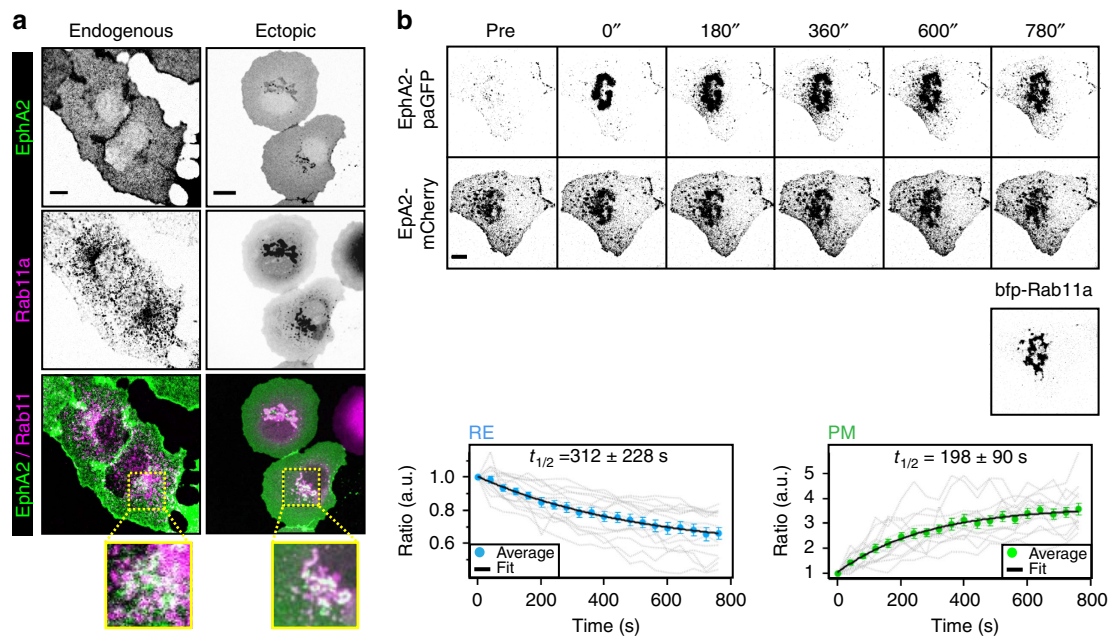 a
Endogenous Ectopic
EphA2
Rab11a
EphA2 / Rab11
b
Pre 0″ 180″ 360″ 600″ 780″
EphA2-
paGFP
EpA2-
mCherry
bfp-Rab11a
RE
t1/2 =312 ± 228 s
Ratio (a.u.)
1.0
0.8
0.6
Average
Fit
0 200 400 600 800
Time (s)
PM
t1/2 = 198 ± 90 s
Ratio (a.u.)
5
4
3
2
1
Average
Fit
0 200 400 600 800
Time (s)